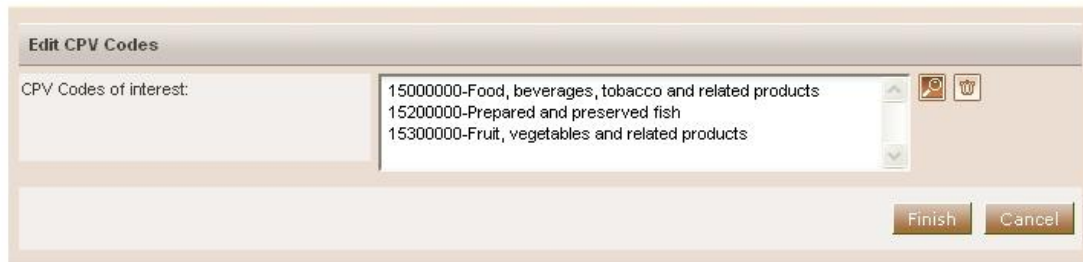 Edit CPV Codes
CPV Codes of interest:
15000000-Food, beverages, tobacco and related products
15200000-Prepared and preserved fish
15300000-Fruit, vegetables and related products
Finish Cancel